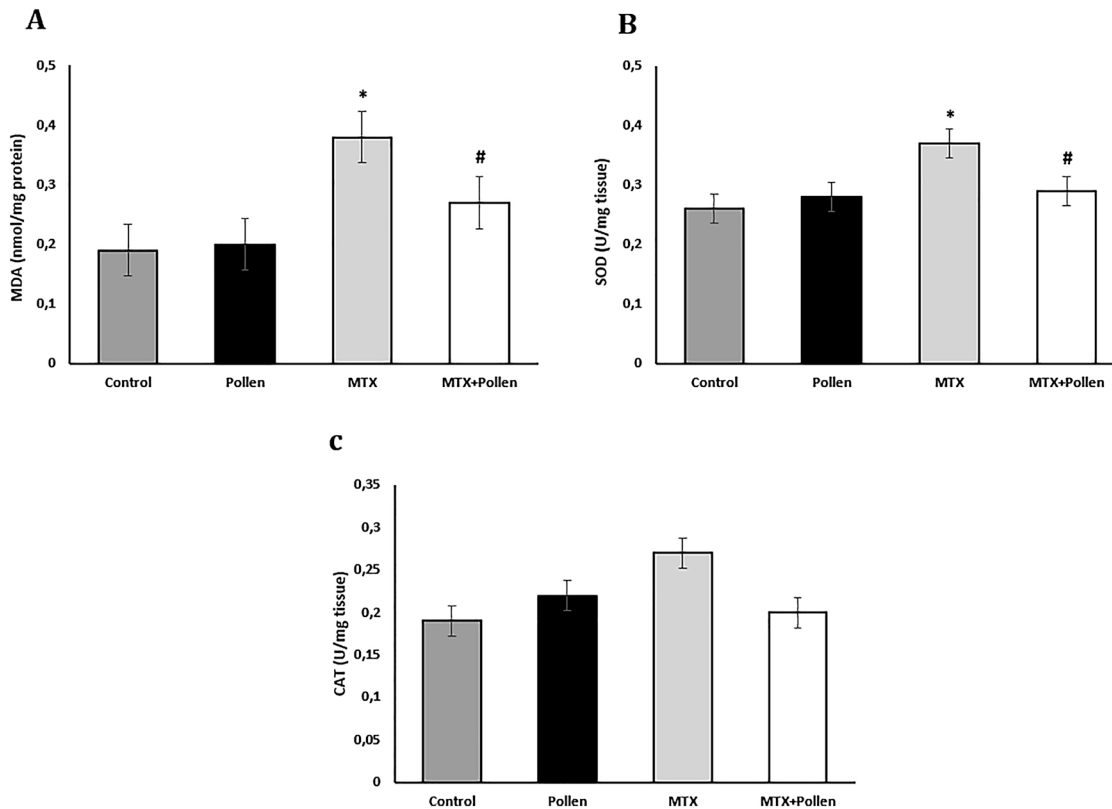 A
MDA (nmol/mg protein)
0,5
0,4
0,3
0,2
0,1
0
*
#
Control Pollen MTX MTX+Pollen
B
SOD (U/mg tissue)
0,5
0,4
0,3
0,2
0,1
0
*
#
Control Pollen MTX MTX+Pollen
c
CAT (U/mg tissue)
0,35
0,3
0,25
0,2
0,15
0,1
0,05
0
Control Pollen MTX MTX+Pollen